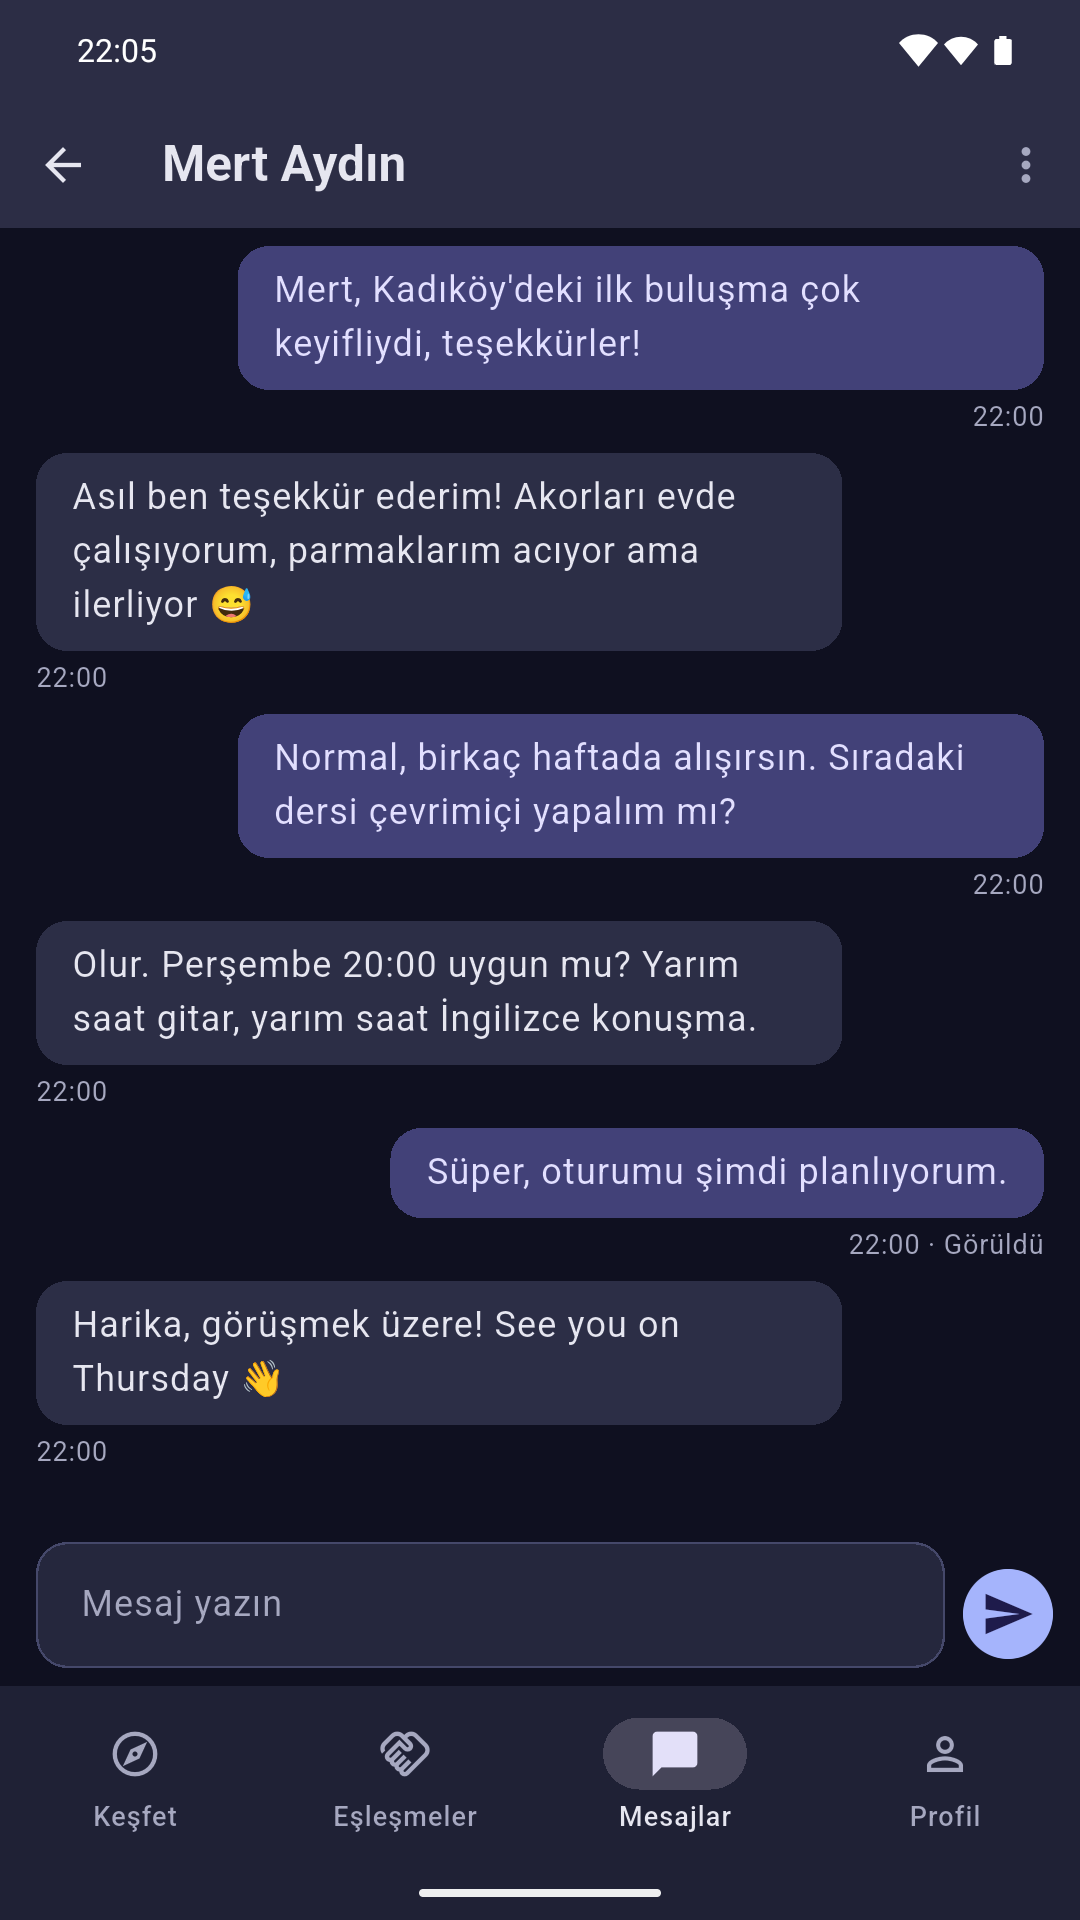 22:05
Mert Aydın
Mert, Kadıköy'deki ilk buluşma çok
keyifliydi, teşekkürler!
22:00
Asıl ben teşekkür ederim! Akorları evde
çalışıyorum, parmaklarım acıyor ama
ilerliyor 😅
22:00
Normal, birkaç haftada alışırsın. Sıradaki
dersi çevrimiçi yapalım mı?
22:00
Olur. Perşembe 20:00 uygun mu? Yarım
saat gitar, yarım saat İngilizce konuşma.
22:00
Süper, oturumu şimdi planlıyorum.
22:00 · Görüldü
Harika, görüşmek üzere! See you on
Thursday 👋
22:00
Mesaj yazın
Keşfet
Eşleşmeler
Mesajlar
Profil